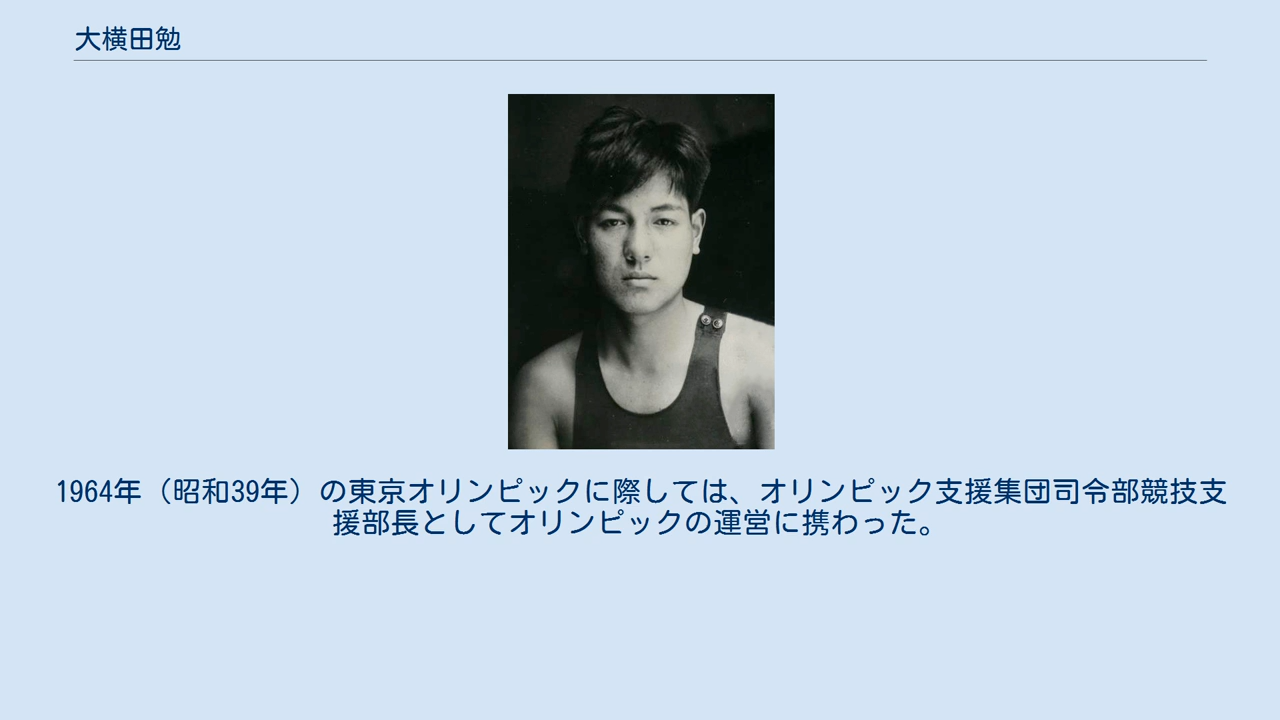 大横田勉
1964年（昭和39年）の東京オリンピックに際しては、オリンピック支援集団司令部競技支
援部長としてオリンピックの運営に携わった。